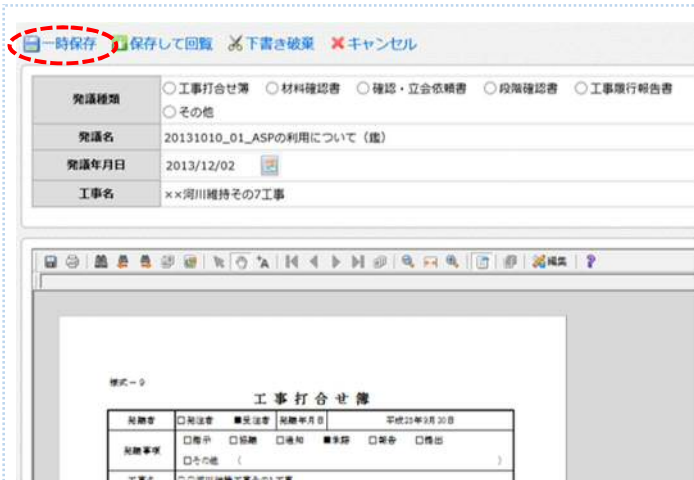 一時保存 保存して回覧 下書き破棄 キャンセル
発議種類 工事打合せ簿 材料確認書 確認・立会依頼書 段階確認書 工事履行報告書
その他
発議名 20131010_01_ASPの利用について（鑑）
発議年月日 2013/12/02
工事名 ××河川維持その7工事
編集
様式－9
工事打合せ簿
発議者 □発注者 ■受注者 発議年月日 平成25年9月20日
発議事項 □指示 □協議 □通知 ■承諾 □報告 □提出
□その他 （ ）